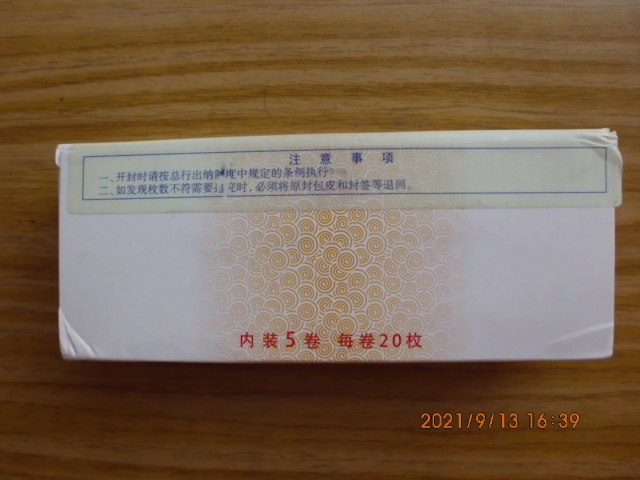 注意事项
一、开封时请按总行出纳制度中规定的条例执行。
二、如发现枚数不符需要补充时，必须将原封包皮和封签等退回。
内装5卷 每卷20枚
2021/9/13 16:39